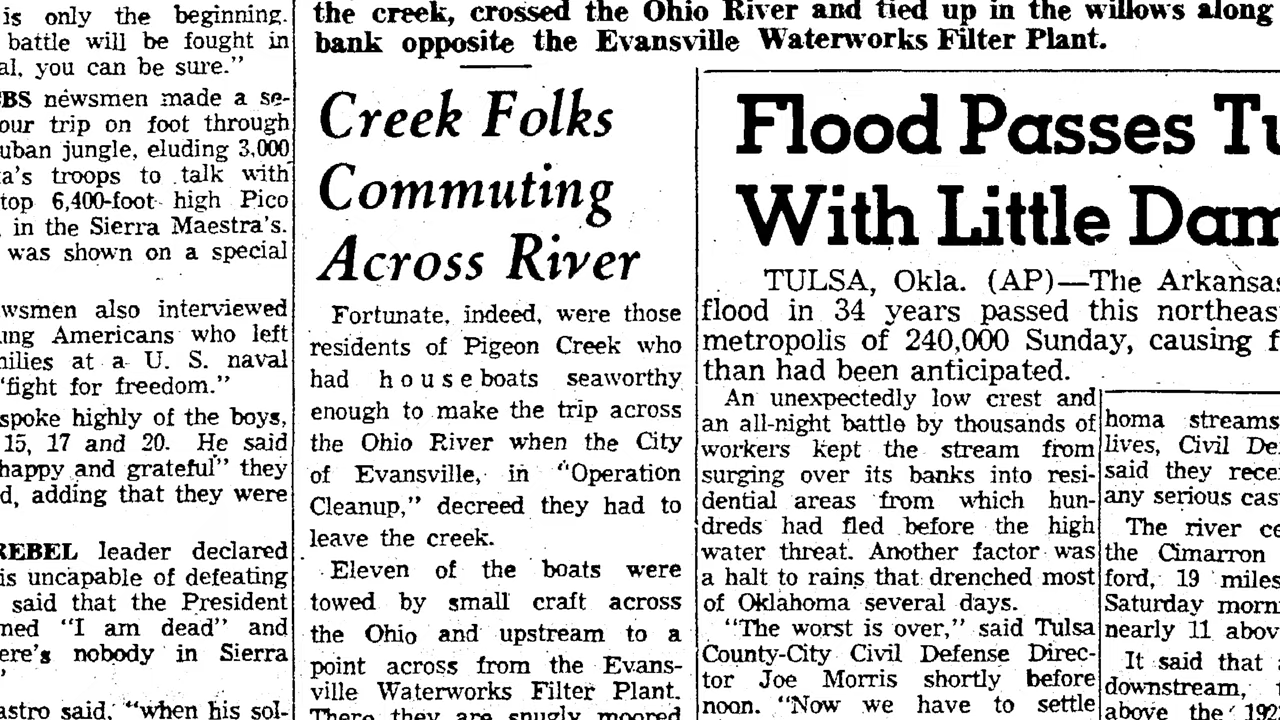 is only the beginning.
battle will be fought in
al, you can be sure."
BS newsmen made a se-
our trip on foot through
uban jungle, eluding 3,000
ta's troops to talk with
top 6,400-foot high Pico
in the Sierra Maestra's.
was shown on a special
wsmen also interviewed
ung Americans who left
milies at a U. S. naval
"fight for freedom."
spoke highly of the boys,
15, 17 and 20. He said
happy and grateful" they
d, adding that they were
REBEL leader declared
is uncapable of defeating
said that the President
ned "I am dead" and
ere's nobody in Sierra
"
astro said, "when his sol-
the creek, crossed the Ohio River and tied up in the willows along
bank opposite the Evansville Waterworks Filter Plant.
Creek Folks
Commuting
Across River
Fortunate, indeed, were those
residents of Pigeon Creek who
had houseboats seaworthy
enough to make the trip across
the Ohio River when the City
of Evansville, in "Operation
Cleanup," decreed they had to
leave the creek.
Eleven of the boats were
towed by small craft across
the Ohio and upstream to a
point across from the Evans-
ville Waterworks Filter Plant.
There they are snugly moored
Flood Passes Tu
With Little Dam
TULSA, Okla. (AP)—The Arkansas
flood in 34 years passed this northeas
metropolis of 240,000 Sunday, causing f
than had been anticipated.
An unexpectedly low crest and
an all-night battle by thousands of
workers kept the stream from
surging over its banks into resi-
dential areas from which hun-
dreds had fled before the high
water threat. Another factor was
a halt to rains that drenched most
of Oklahoma several days.
"The worst is over," said Tulsa
County-City Civil Defense Direc-
tor Joe Morris shortly before
noon. "Now we have to settle
homa streams
lives, Civil De
said they rece
any serious cas
The river ce
the Cimarron
ford, 19 miles
Saturday morn
nearly 11 abov
It said that
downstream,
above the 192